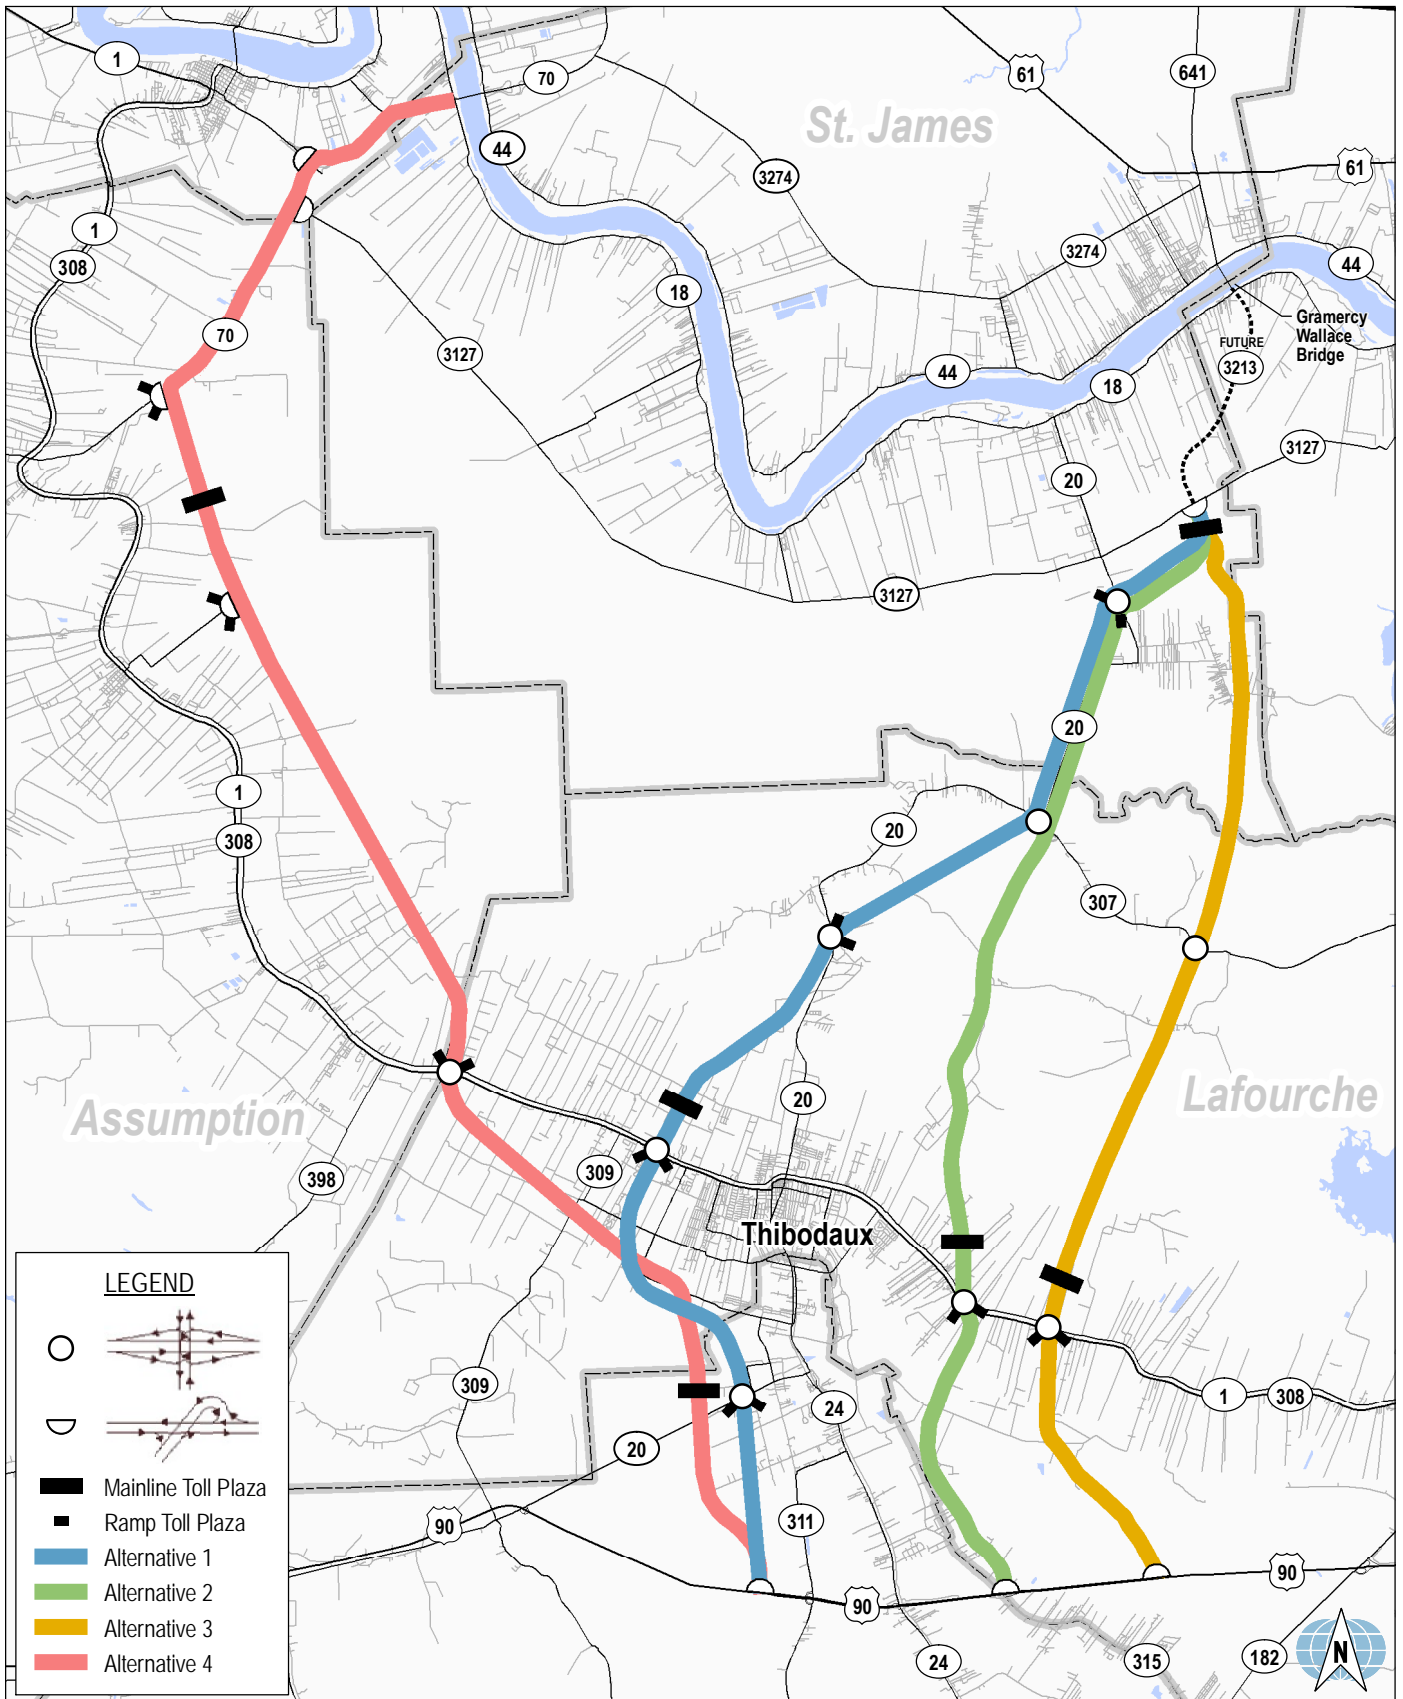 1
70
61
641
St. James
44
3274
61
1
308
3274
44
18
Gramercy
Wallace
Bridge
70
FUTURE
3213
3127
44
18
3127
20
3127
20
1
20
308
307
Assumption
20
Lafourche
398
309
Thibodaux
LEGEND
309
24
1
308
20
Mainline Toll Plaza
Ramp Toll Plaza
90
311
Alternative 1
90
Alternative 2
90
Alternative 3
N
Alternative 4
24
315
182